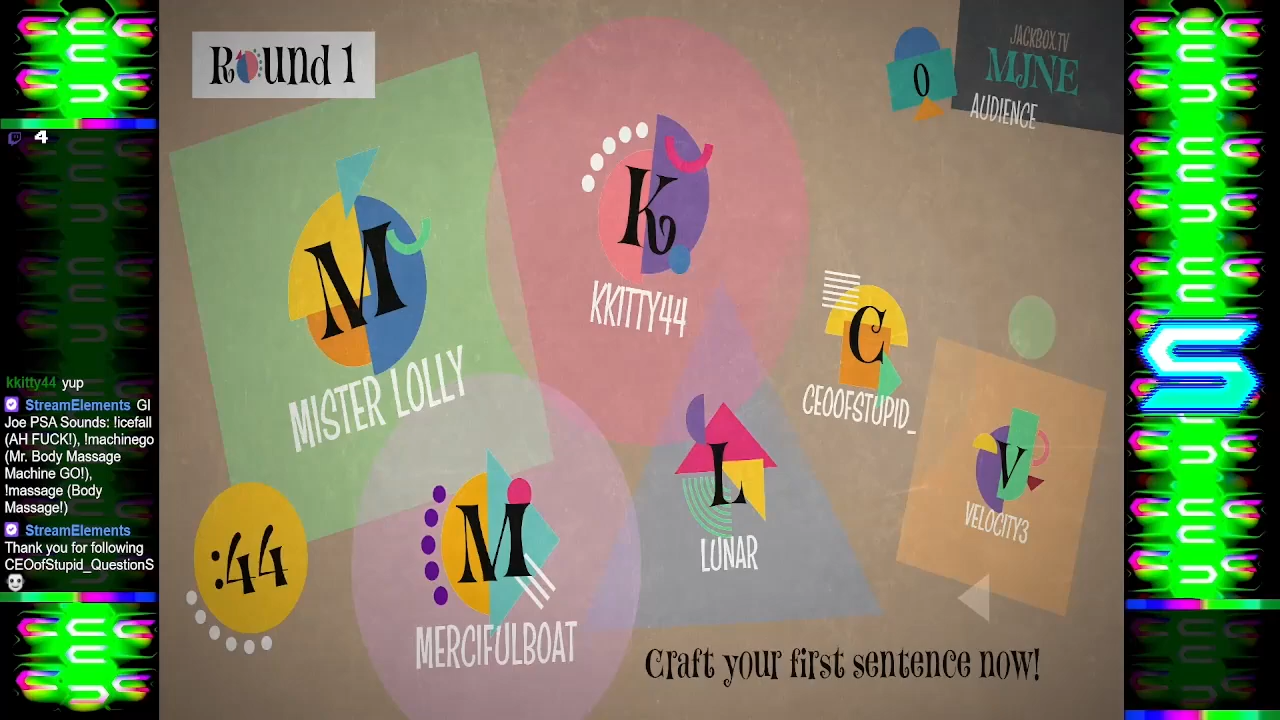 Round 1
JACKBOX.TV
MJNE
0
AUDIENCE
4
M
MISTER LOLLY
K
KKITTY44
C
CEOOFSTUPID_
V
VELOCITY3
L
LUNAR
M
MERCIFULBOAT
:44
Craft your first sentence now!
kkitty44 yup
StreamElements GI
Joe PSA Sounds: !icefall
(AH FUCK!), !machinego
(Mr. Body Massage
Machine GO!),
!massage (Body
Massage!)
StreamElements
Thank you for following
CEOofStupid_QuestionS
S